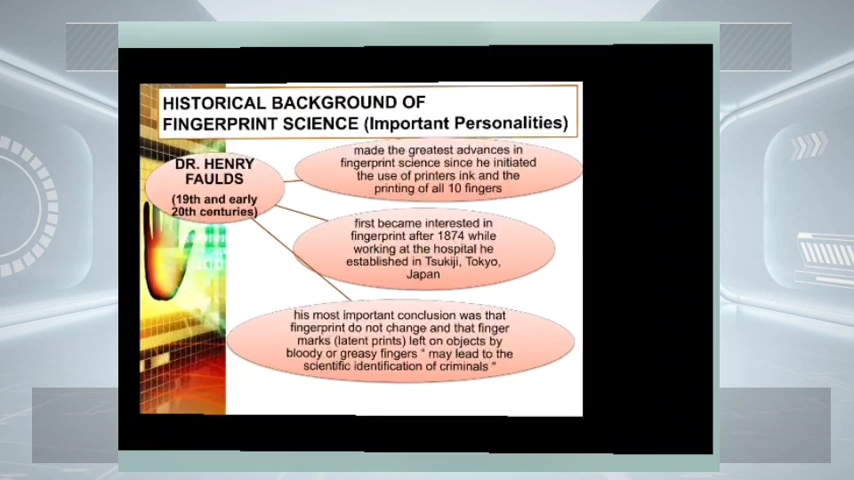 HISTORICAL BACKGROUND OF
FINGERPRINT SCIENCE (Important Personalities)
DR. HENRY
FAULDS
(19th and early
20th centuries)
made the greatest advances in
fingerprint science since he initiated
the use of printers ink and the
printing of all 10 fingers
first became interested in
fingerprint after 1874 while
working at the hospital he
established in Tsukiji, Tokyo,
Japan
his most important conclusion was that
fingerprint do not change and that finger
marks (latent prints) left on objects by
bloody or greasy fingers “ may lead to the
scientific identification of criminals ”